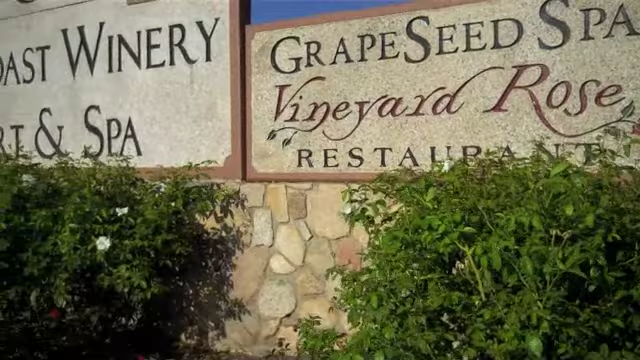 OAST WINERY
RT & SPA
GRAPESEED SPA
Vineyard Rose
RESTAURANT